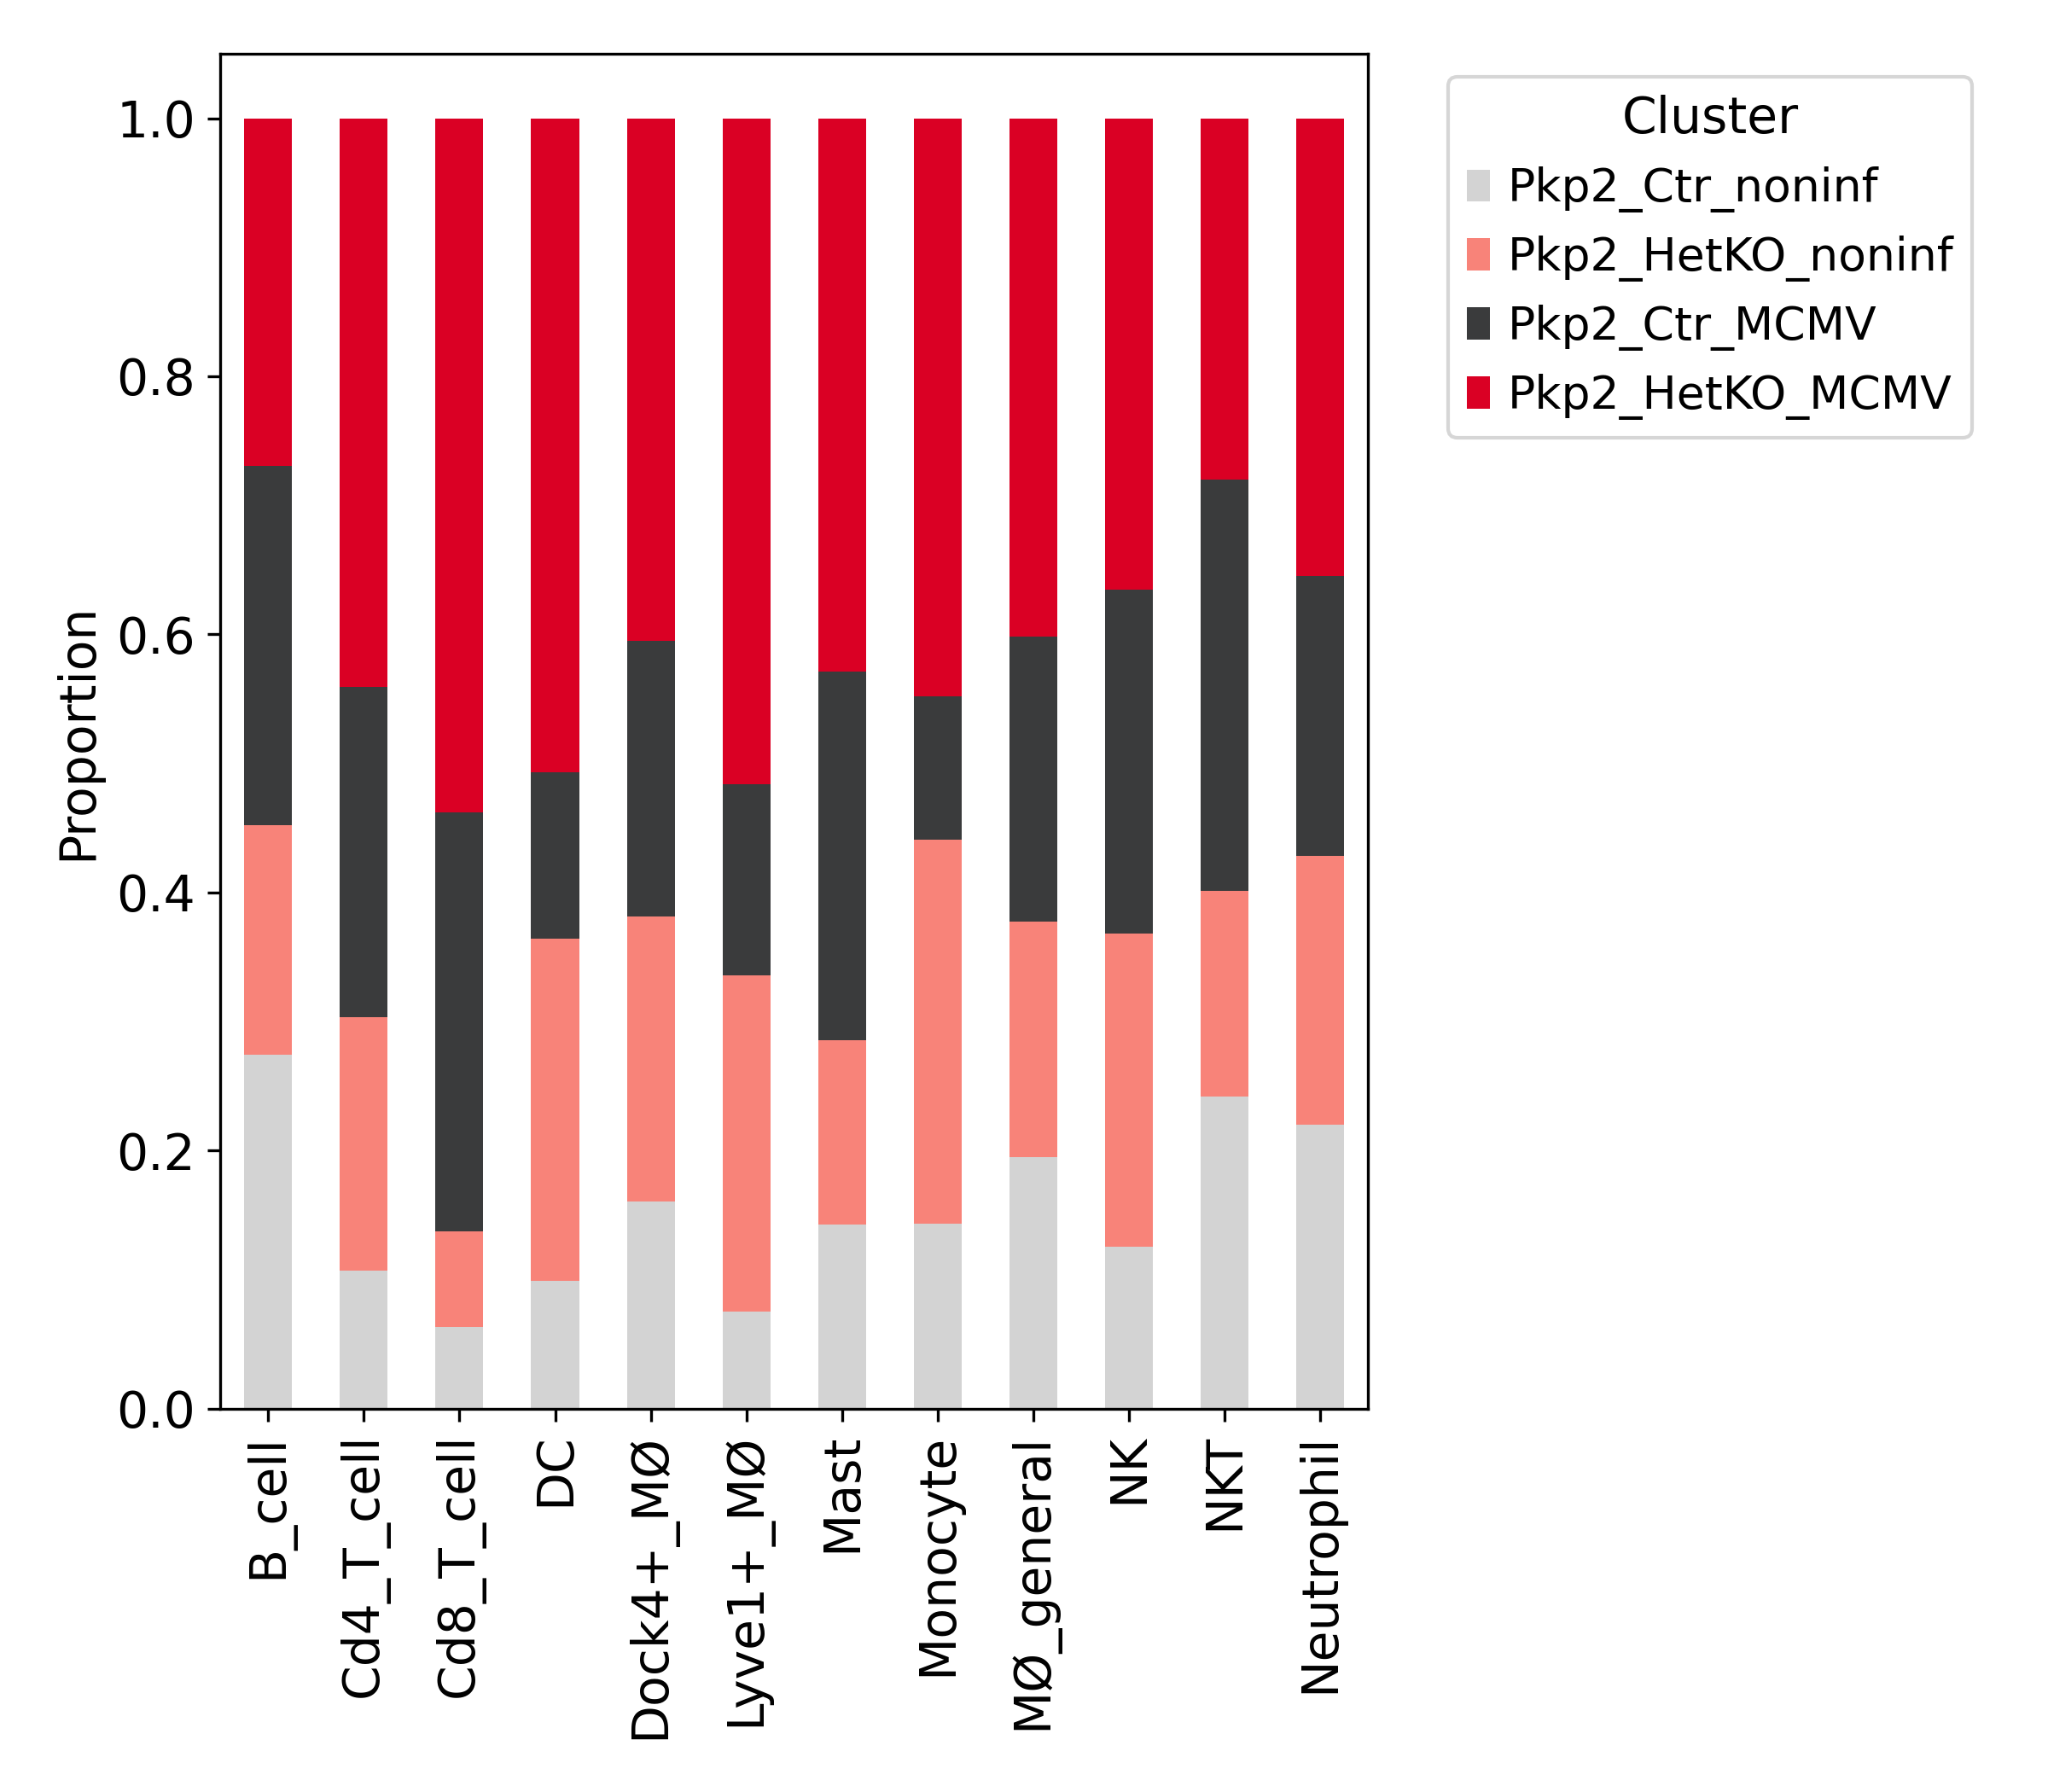 Proportion
1.0
0.8
0.6
0.4
0.2
0.0
B_cell
Cd4_T_cell
Cd8_T_cell
DC
Dock4+_MØ
Lyve1+_MØ
Mast
Monocyte
MØ_general
NK
NKT
Neutrophil
Cluster
Pkp2_Ctr_noninf
Pkp2_HetKO_noninf
Pkp2_Ctr_MCMV
Pkp2_HetKO_MCMV